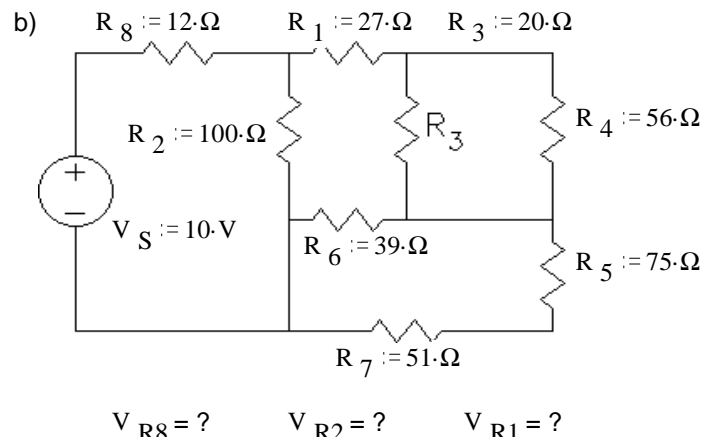 b) R 8 := 12·Ω R 1 := 27·Ω R 3 := 20·Ω
R 2 := 100·Ω R3 R 4 := 56·Ω
+
−
V S := 10·V
R 6 := 39·Ω
R 5 := 75·Ω
R 7 := 51·Ω
V R8 = ? V R2 = ? V R1 = ?